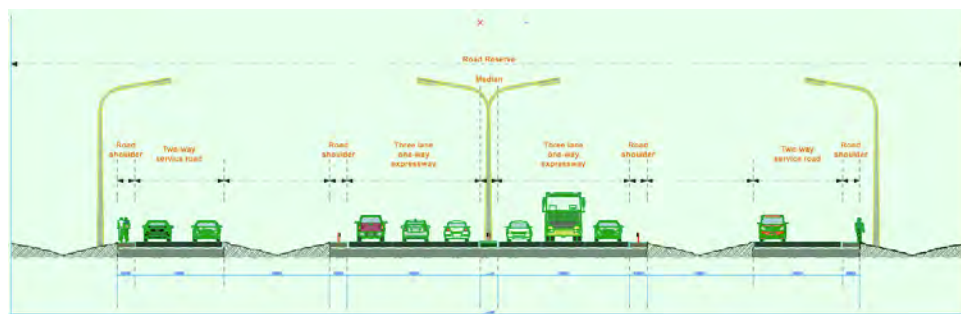 Road Reserve
Median
Road
shoulder
Two-way
service road
Road
shoulder
Three lane
one-way
expressway
Three lane
one-way
expressway
Road
shoulder
Two way
service road
Road
shoulder